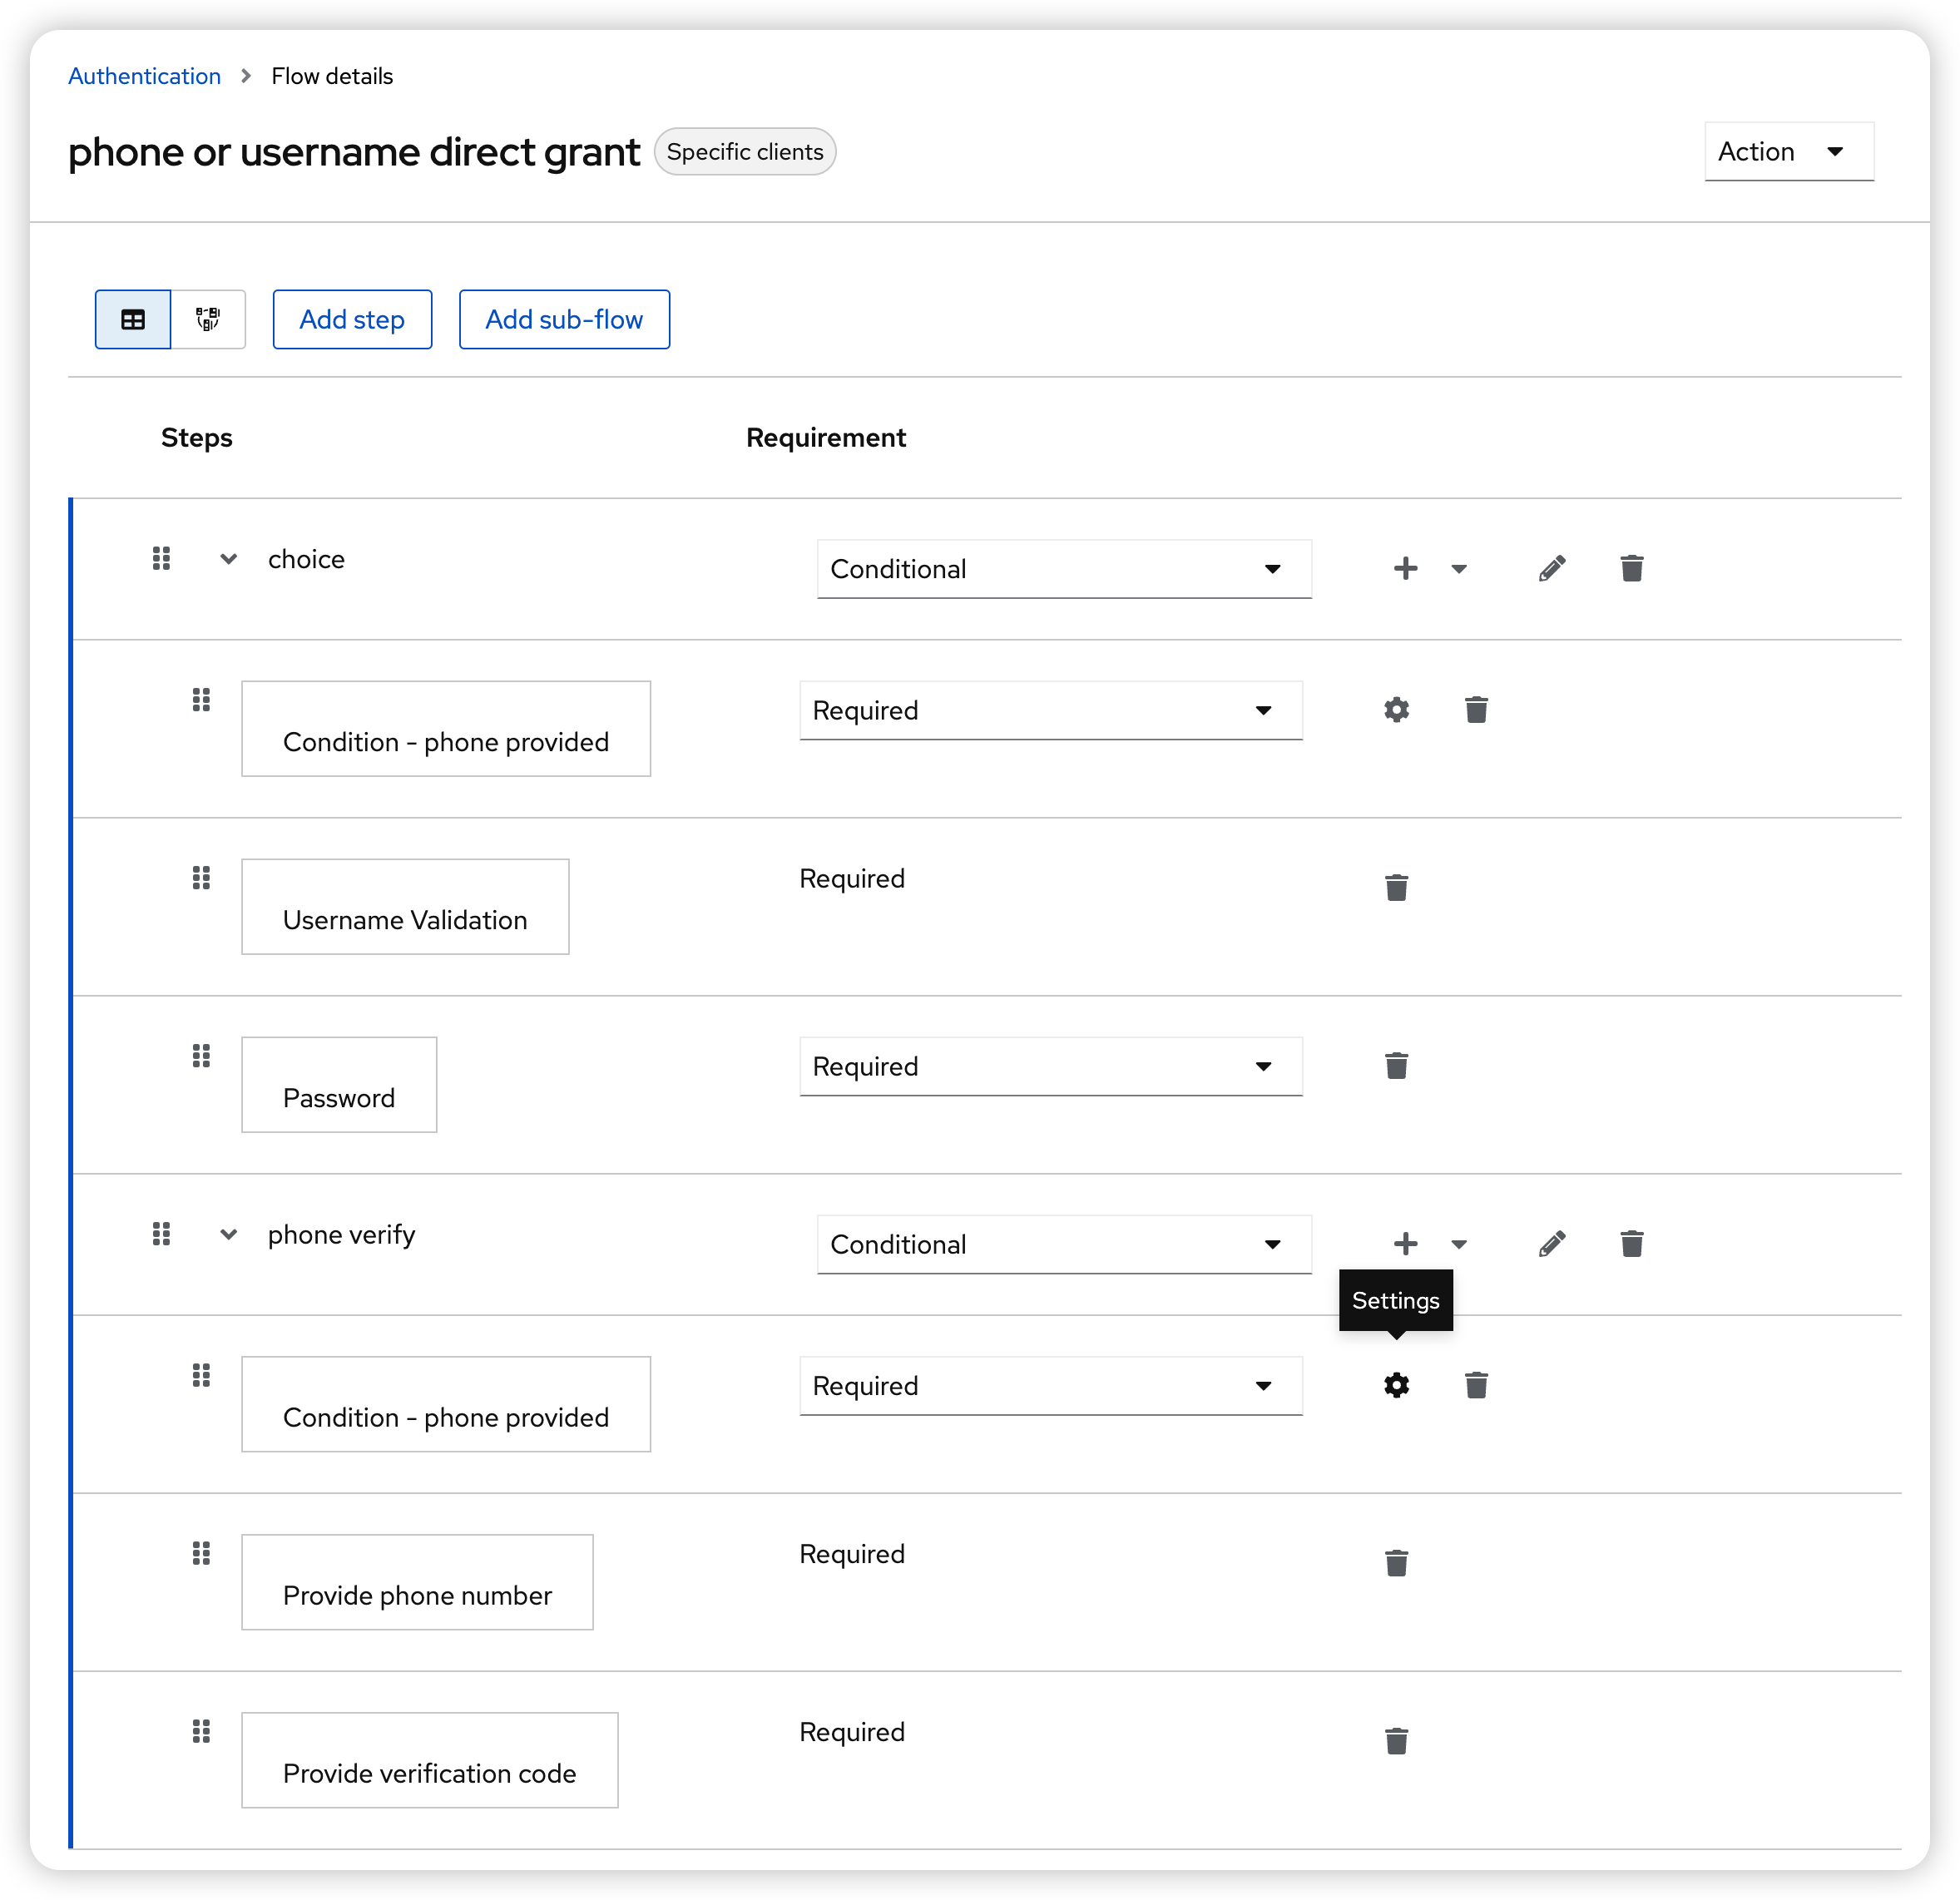 Authentication > Flow details
phone or username direct grant Specific clients Action
Add step Add sub-flow
Steps Requirement
choice Conditional
Condition - phone provided Required
Username Validation Required
Password Required
phone verify Conditional
Settings
Condition - phone provided Required
Provide phone number Required
Provide verification code Required